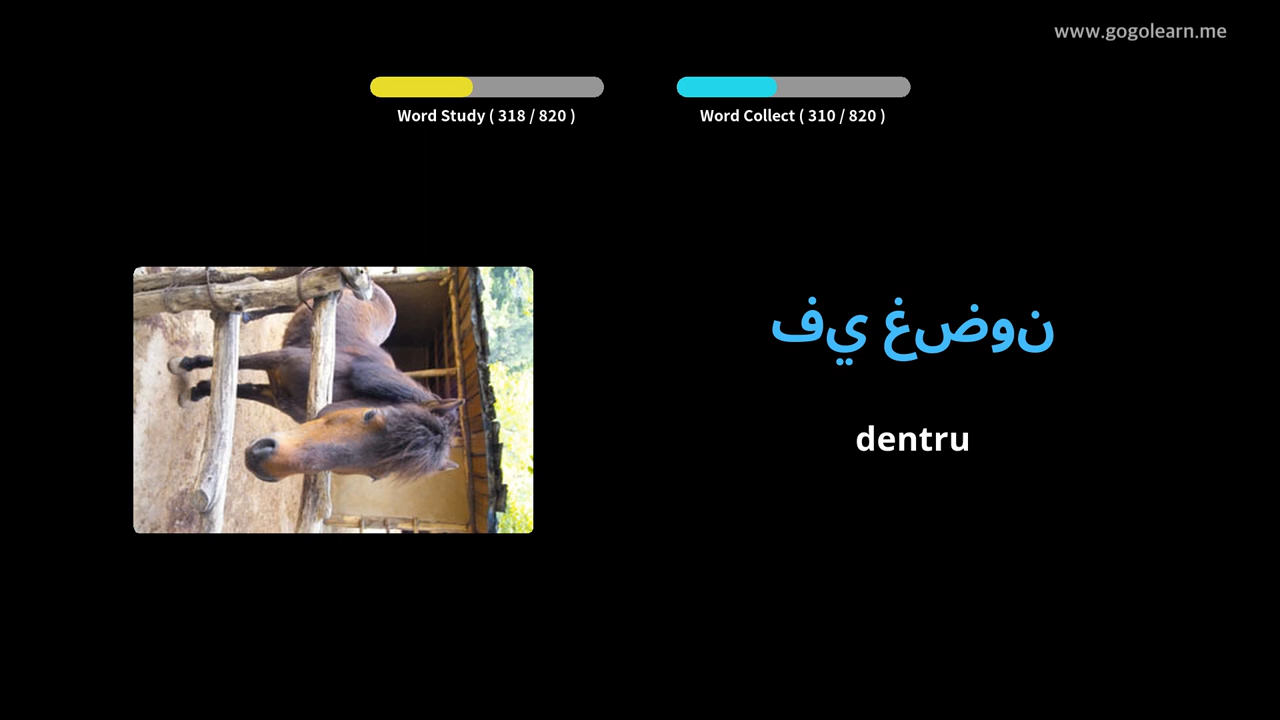 www.gogolearn.me
Word Study ( 318 / 820 )
Word Collect ( 310 / 820 )
في غضون
dentru